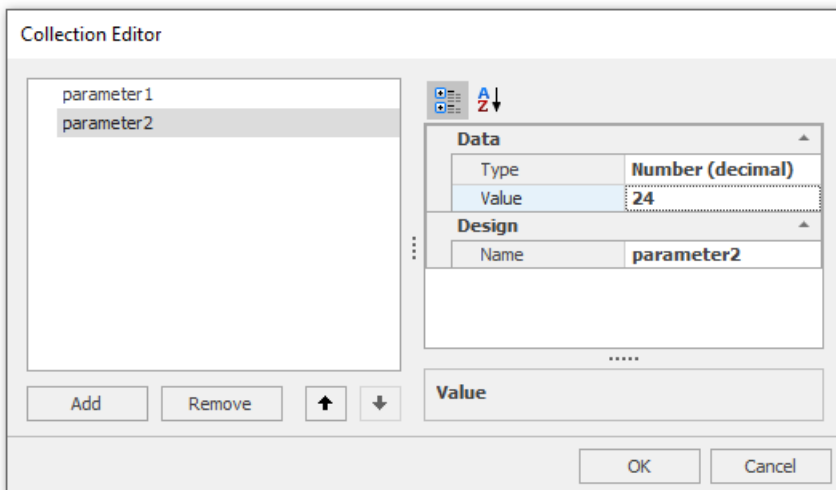 Collection Editor
parameter1
parameter2
A
Z
Data
Type Number (decimal)
Value 24
Design
Name parameter2
Add Remove
Value
OK Cancel